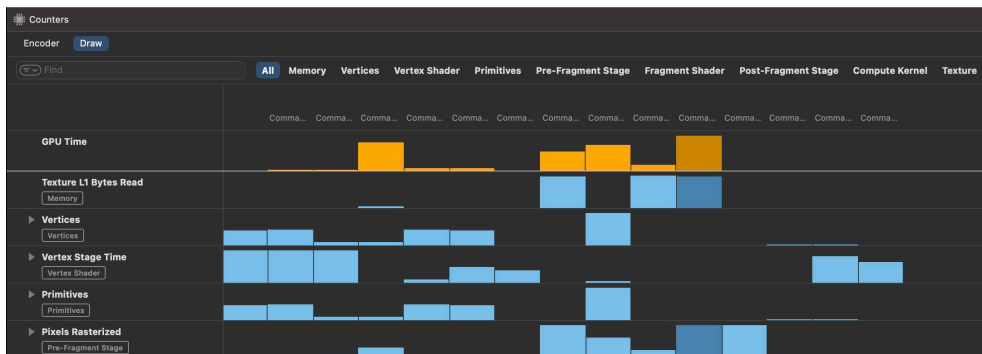 Counters
Encoder Draw
Find All Memory Vertices Vertex Shader Primitives Pre-Fragment Stage Fragment Shader Post-Fragment Stage Compute Kernel Texture
Comma... Comma... Comma... Comma... Comma... Comma... Comma... Comma... Comma... Comma... Comma... Comma... Comma... Comma...
GPU Time
Texture L1 Bytes Read
Memory
Vertices
Vertices
Vertex Stage Time
Vertex Shader
Primitives
Primitives
Pixels Rasterized
Pre-Fragment Stage